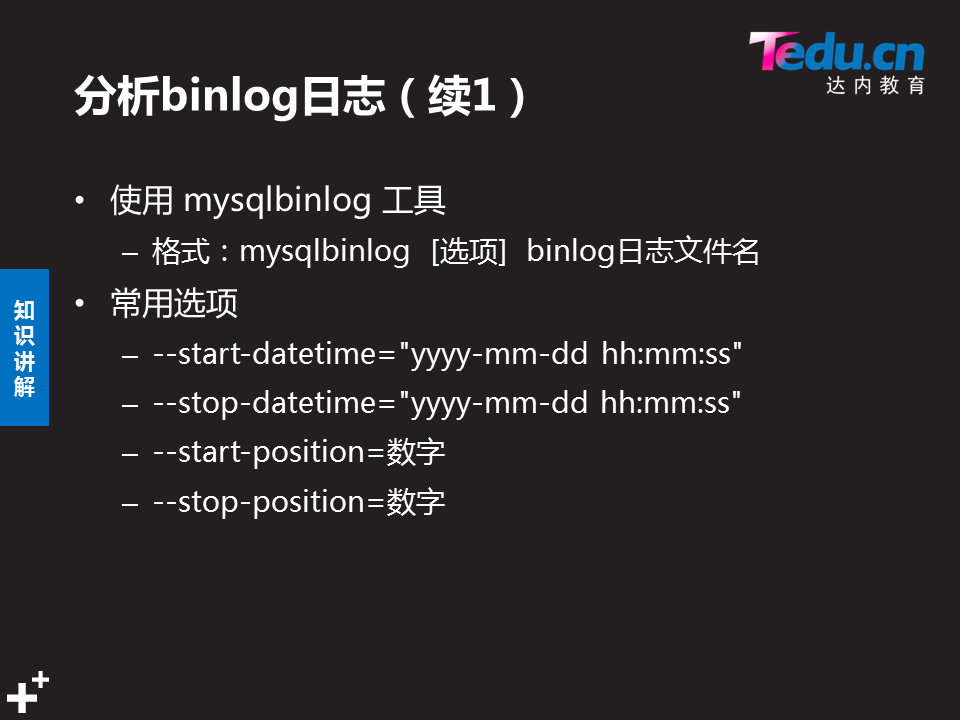 Tedu.cn
达内教育
分析binlog日志（续1）
• 使用 mysqlbinlog 工具
– 格式：mysqlbinlog [选项] binlog日志文件名
• 常用选项
– --start-datetime="yyyy-mm-dd hh:mm:ss"
– --stop-datetime="yyyy-mm-dd hh:mm:ss"
– --start-position=数字
– --stop-position=数字
知
识
讲
解